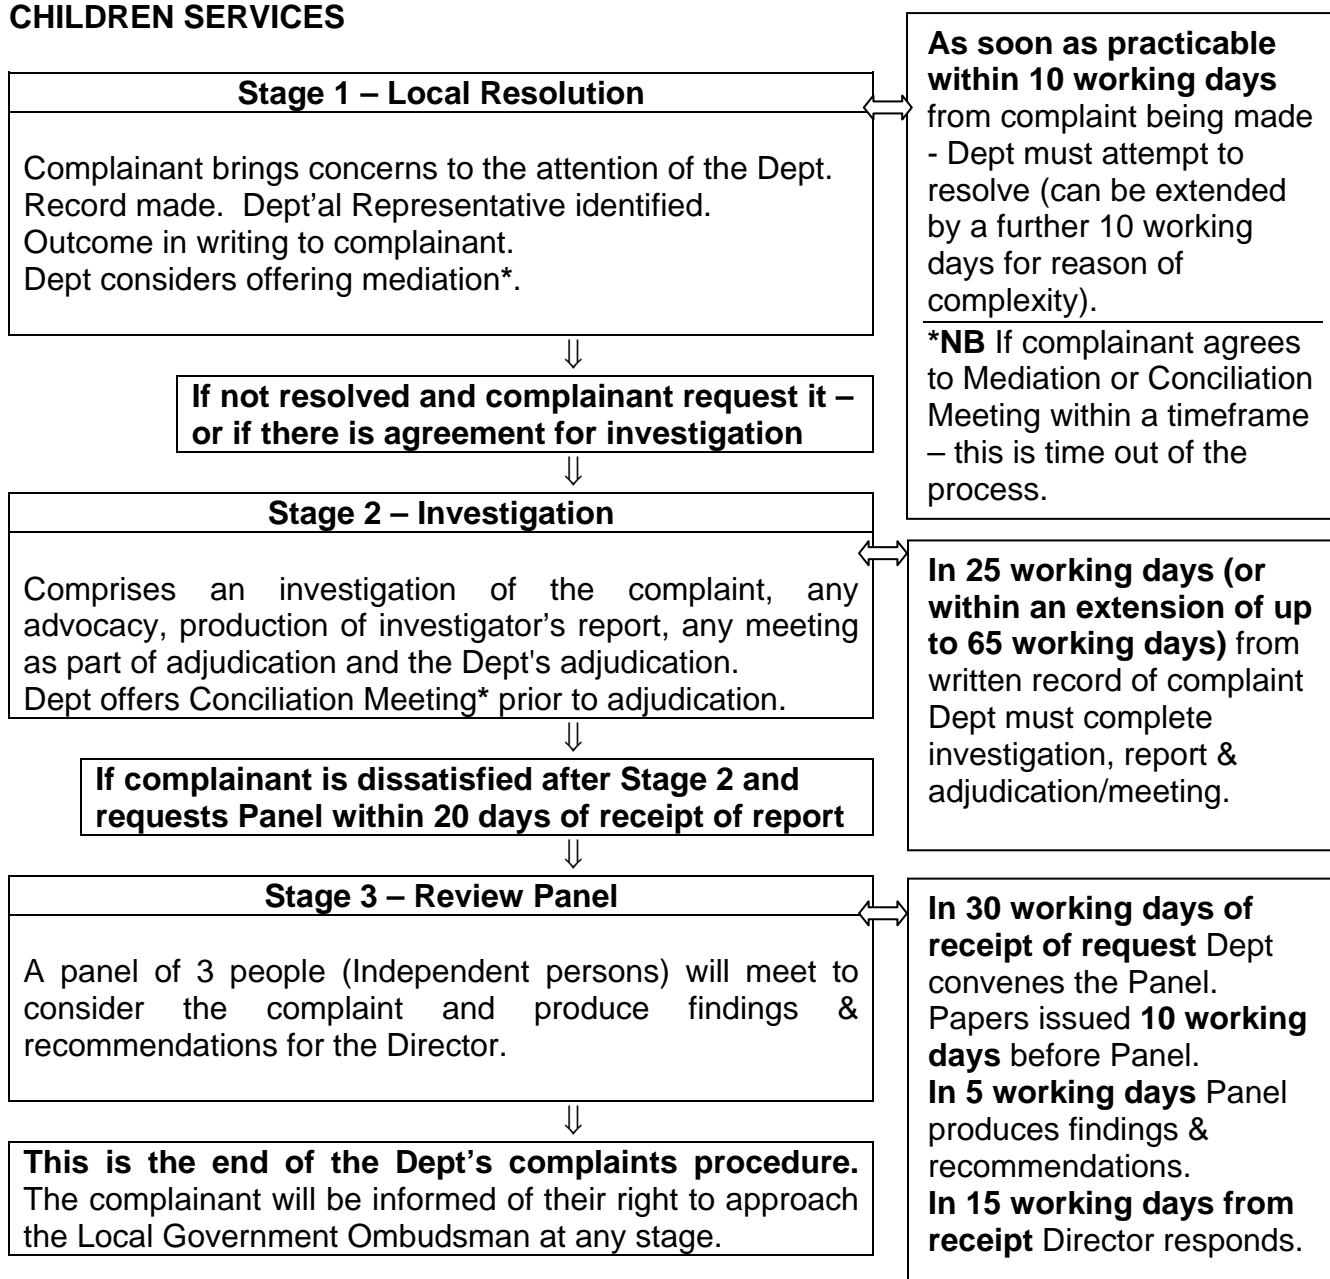 CHILDREN SERVICES
Stage 1 – Local Resolution
Complainant brings concerns to the attention of the Dept.
Record made.  Dept’al Representative identified.
Outcome in writing to complainant.
Dept considers offering mediation*.
As soon as practicable
within 10 working days
from complaint being made
- Dept must attempt to
resolve (can be extended
by a further 10 working
days for reason of
complexity).
*NB If complainant agrees
to Mediation or Conciliation
Meeting within a timeframe
– this is time out of the
process.
⇓
If not resolved and complainant request it –
or if there is agreement for investigation
⇓
Stage 2 – Investigation
Comprises an investigation of the complaint, any
advocacy, production of investigator’s report, any meeting
as part of adjudication and the Dept's adjudication.
Dept offers Conciliation Meeting* prior to adjudication.
In 25 working days (or
within an extension of up
to 65 working days) from
written record of complaint
Dept must complete
investigation, report &
adjudication/meeting.
⇓
If complainant is dissatisfied after Stage 2 and
requests Panel within 20 days of receipt of report
⇓
Stage 3 – Review Panel
A panel of 3 people (Independent persons) will meet to
consider the complaint and produce findings &
recommendations for the Director.
In 30 working days of
receipt of request Dept
convenes the Panel.
Papers issued 10 working
days before Panel.
In 5 working days Panel
produces findings &
recommendations.
In 15 working days from
receipt Director responds.
⇓
This is the end of the Dept’s complaints procedure.
The complainant will be informed of their right to approach
the Local Government Ombudsman at any stage.